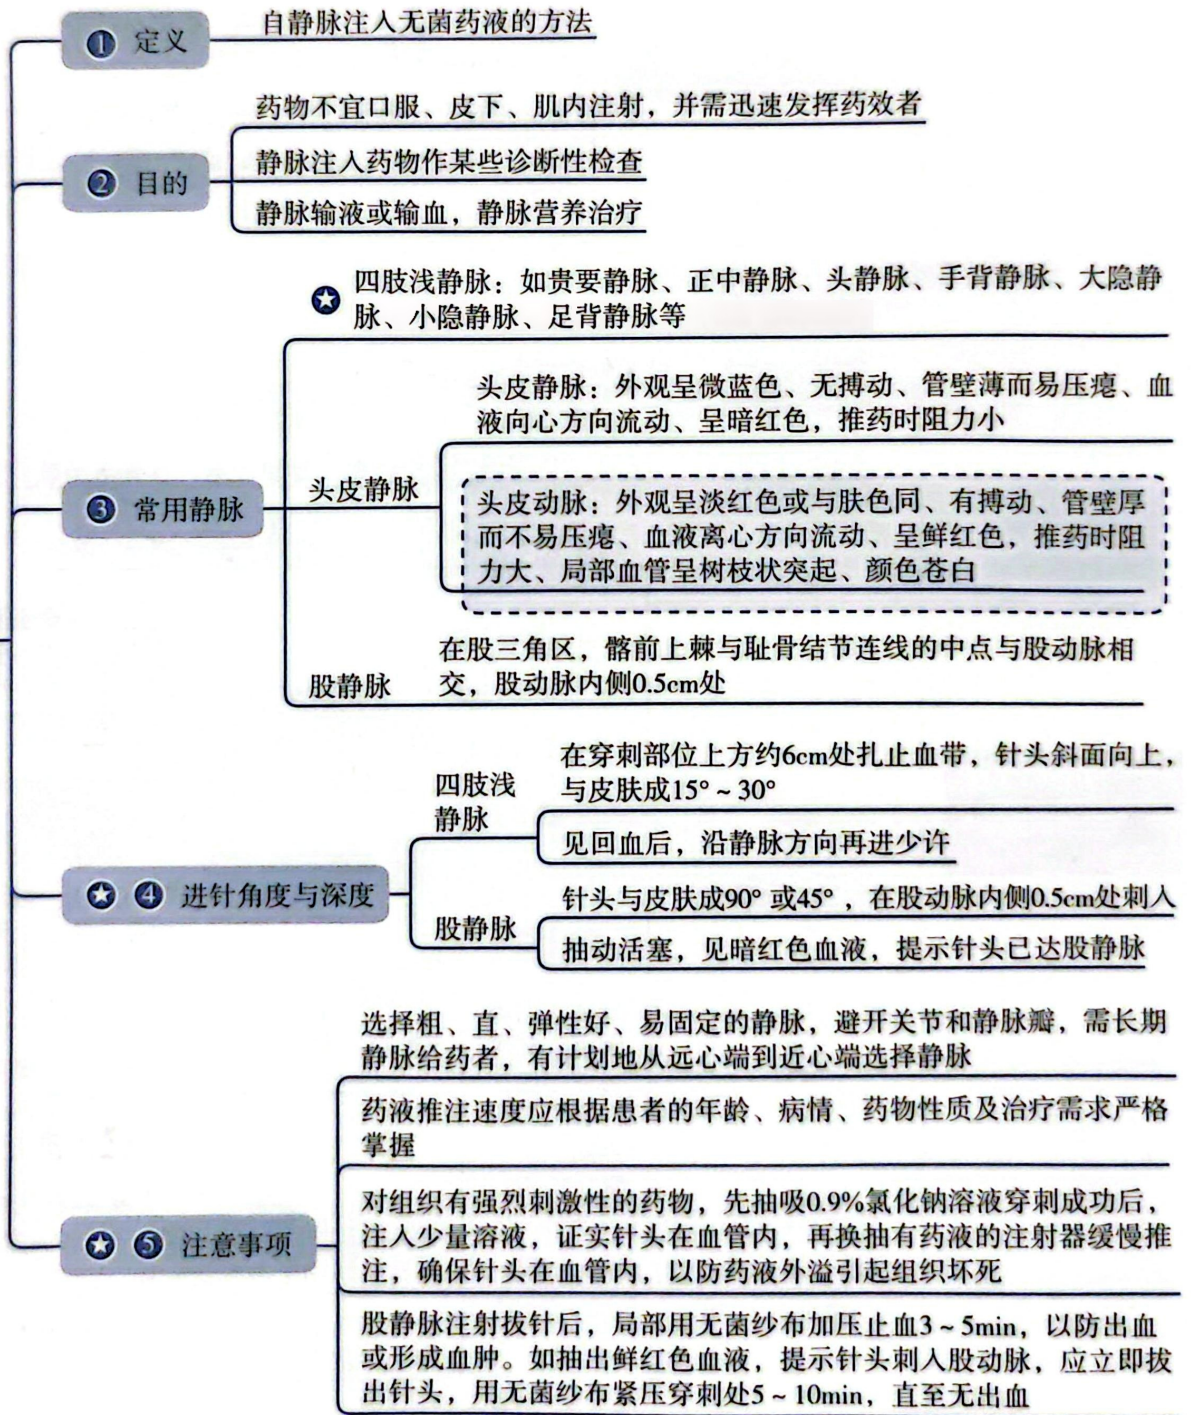 ① 定义
自静脉注入无菌药液的方法
② 目的
药物不宜口服、皮下、肌内注射，并需迅速发挥药效者
静脉注入药物作某些诊断性检查
静脉输液或输血，静脉营养治疗
③ 常用静脉
四肢浅静脉：如贵要静脉、正中静脉、头静脉、手背静脉、大隐静
脉、小隐静脉、足背静脉等
头皮静脉
头皮静脉：外观呈微蓝色、无搏动、管壁薄而易压瘪、血
液向心方向流动、呈暗红色，推药时阻力小
头皮动脉：外观呈淡红色或与肤色同、有搏动、管壁厚
而不易压瘪、血液离心方向流动、呈鲜红色，推药时阻
力大、局部血管呈树枝状突起、颜色苍白
股静脉
在股三角区，髂前上棘与耻骨结节连线的中点与股动脉相
交，股动脉内侧0.5cm处
④ 进针角度与深度
四肢浅
静脉
在穿刺部位上方约6cm处扎止血带，针头斜面向上，
与皮肤成15°~30°
见回血后，沿静脉方向再进少许
股静脉
针头与皮肤成90° 或45°，在股动脉内侧0.5cm处刺入
抽动活塞，见暗红色血液，提示针头已达股静脉
⑤ 注意事项
选择粗、直、弹性好、易固定的静脉，避开关节和静脉瓣，需长期
静脉给药者，有计划地从远心端到近心端选择静脉
药液推注速度应根据患者的年龄、病情、药物性质及治疗需求严格
掌握
对组织有强烈刺激性的药物，先抽吸0.9%氯化钠溶液穿刺成功后，
注入少量溶液，证实针头在血管内，再换抽有药液的注射器缓慢推
注，确保针头在血管内，以防药液外溢引起组织坏死
股静脉注射拔针后，局部用无菌纱布加压止血3~5min，以防出血
或形成血肿。如抽出鲜红色血液，提示针头刺入股动脉，应立即拔
出针头，用无菌纱布紧压穿刺处5~10min，直至无出血